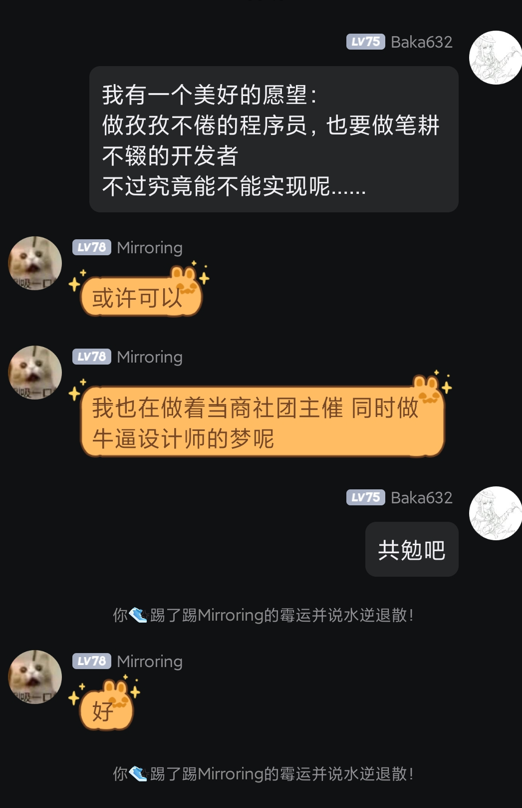 LV75 Baka632
我有一个美好的愿望：
做孜孜不倦的程序员，也要做笔耕
不辍的开发者
不过究竟能不能实现呢......
LV78 Mirroring
或许可以
LV78 Mirroring
我也在做着当商社团主催 同时做
牛逼设计师的梦呢
LV75 Baka632
共勉吧
你踢了踢Mirroring的霉运并说水逆退散！
LV78 Mirroring
好
你踢了踢Mirroring的霉运并说水逆退散！